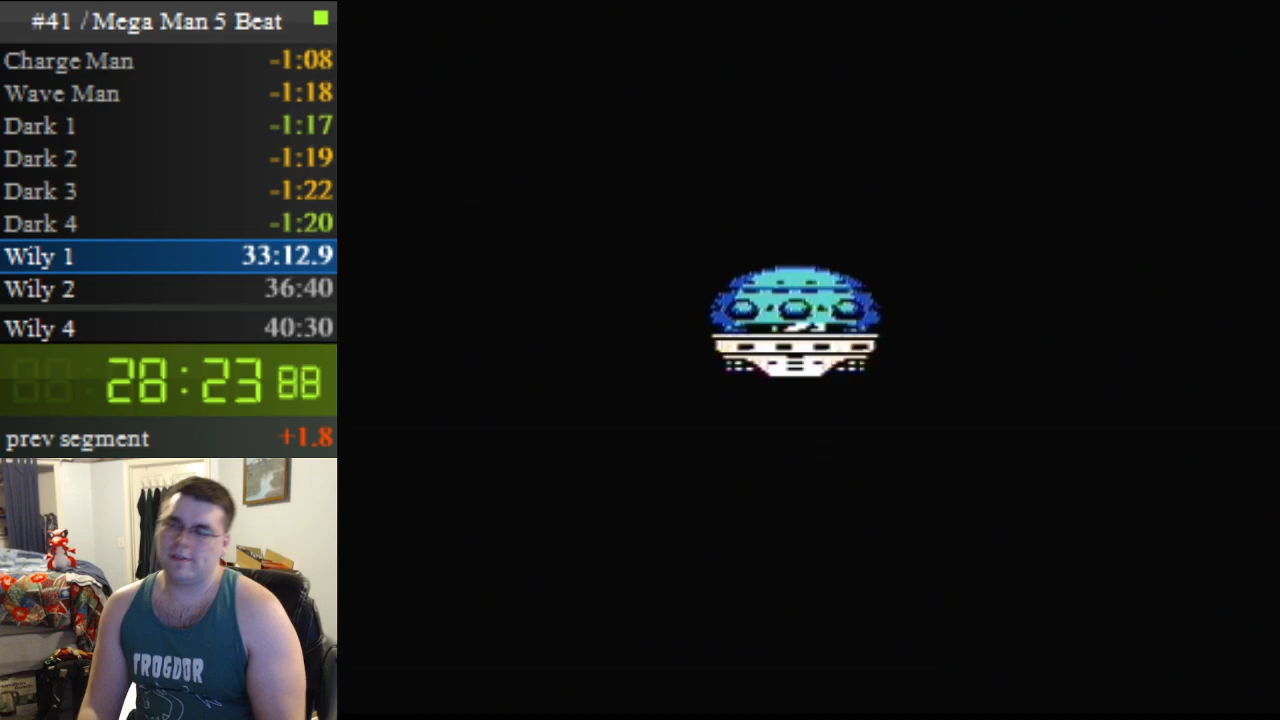 #41 / Mega Man 5 Beat
Charge Man -1:08
Wave Man -1:18
Dark 1 -1:17
Dark 2 -1:19
Dark 3 -1:22
Dark 4 -1:20
Wily 1 33:12.9
Wily 2 36:40
Wily 4 40:30
28:23 88
prev segment +1.8
TROGDOR